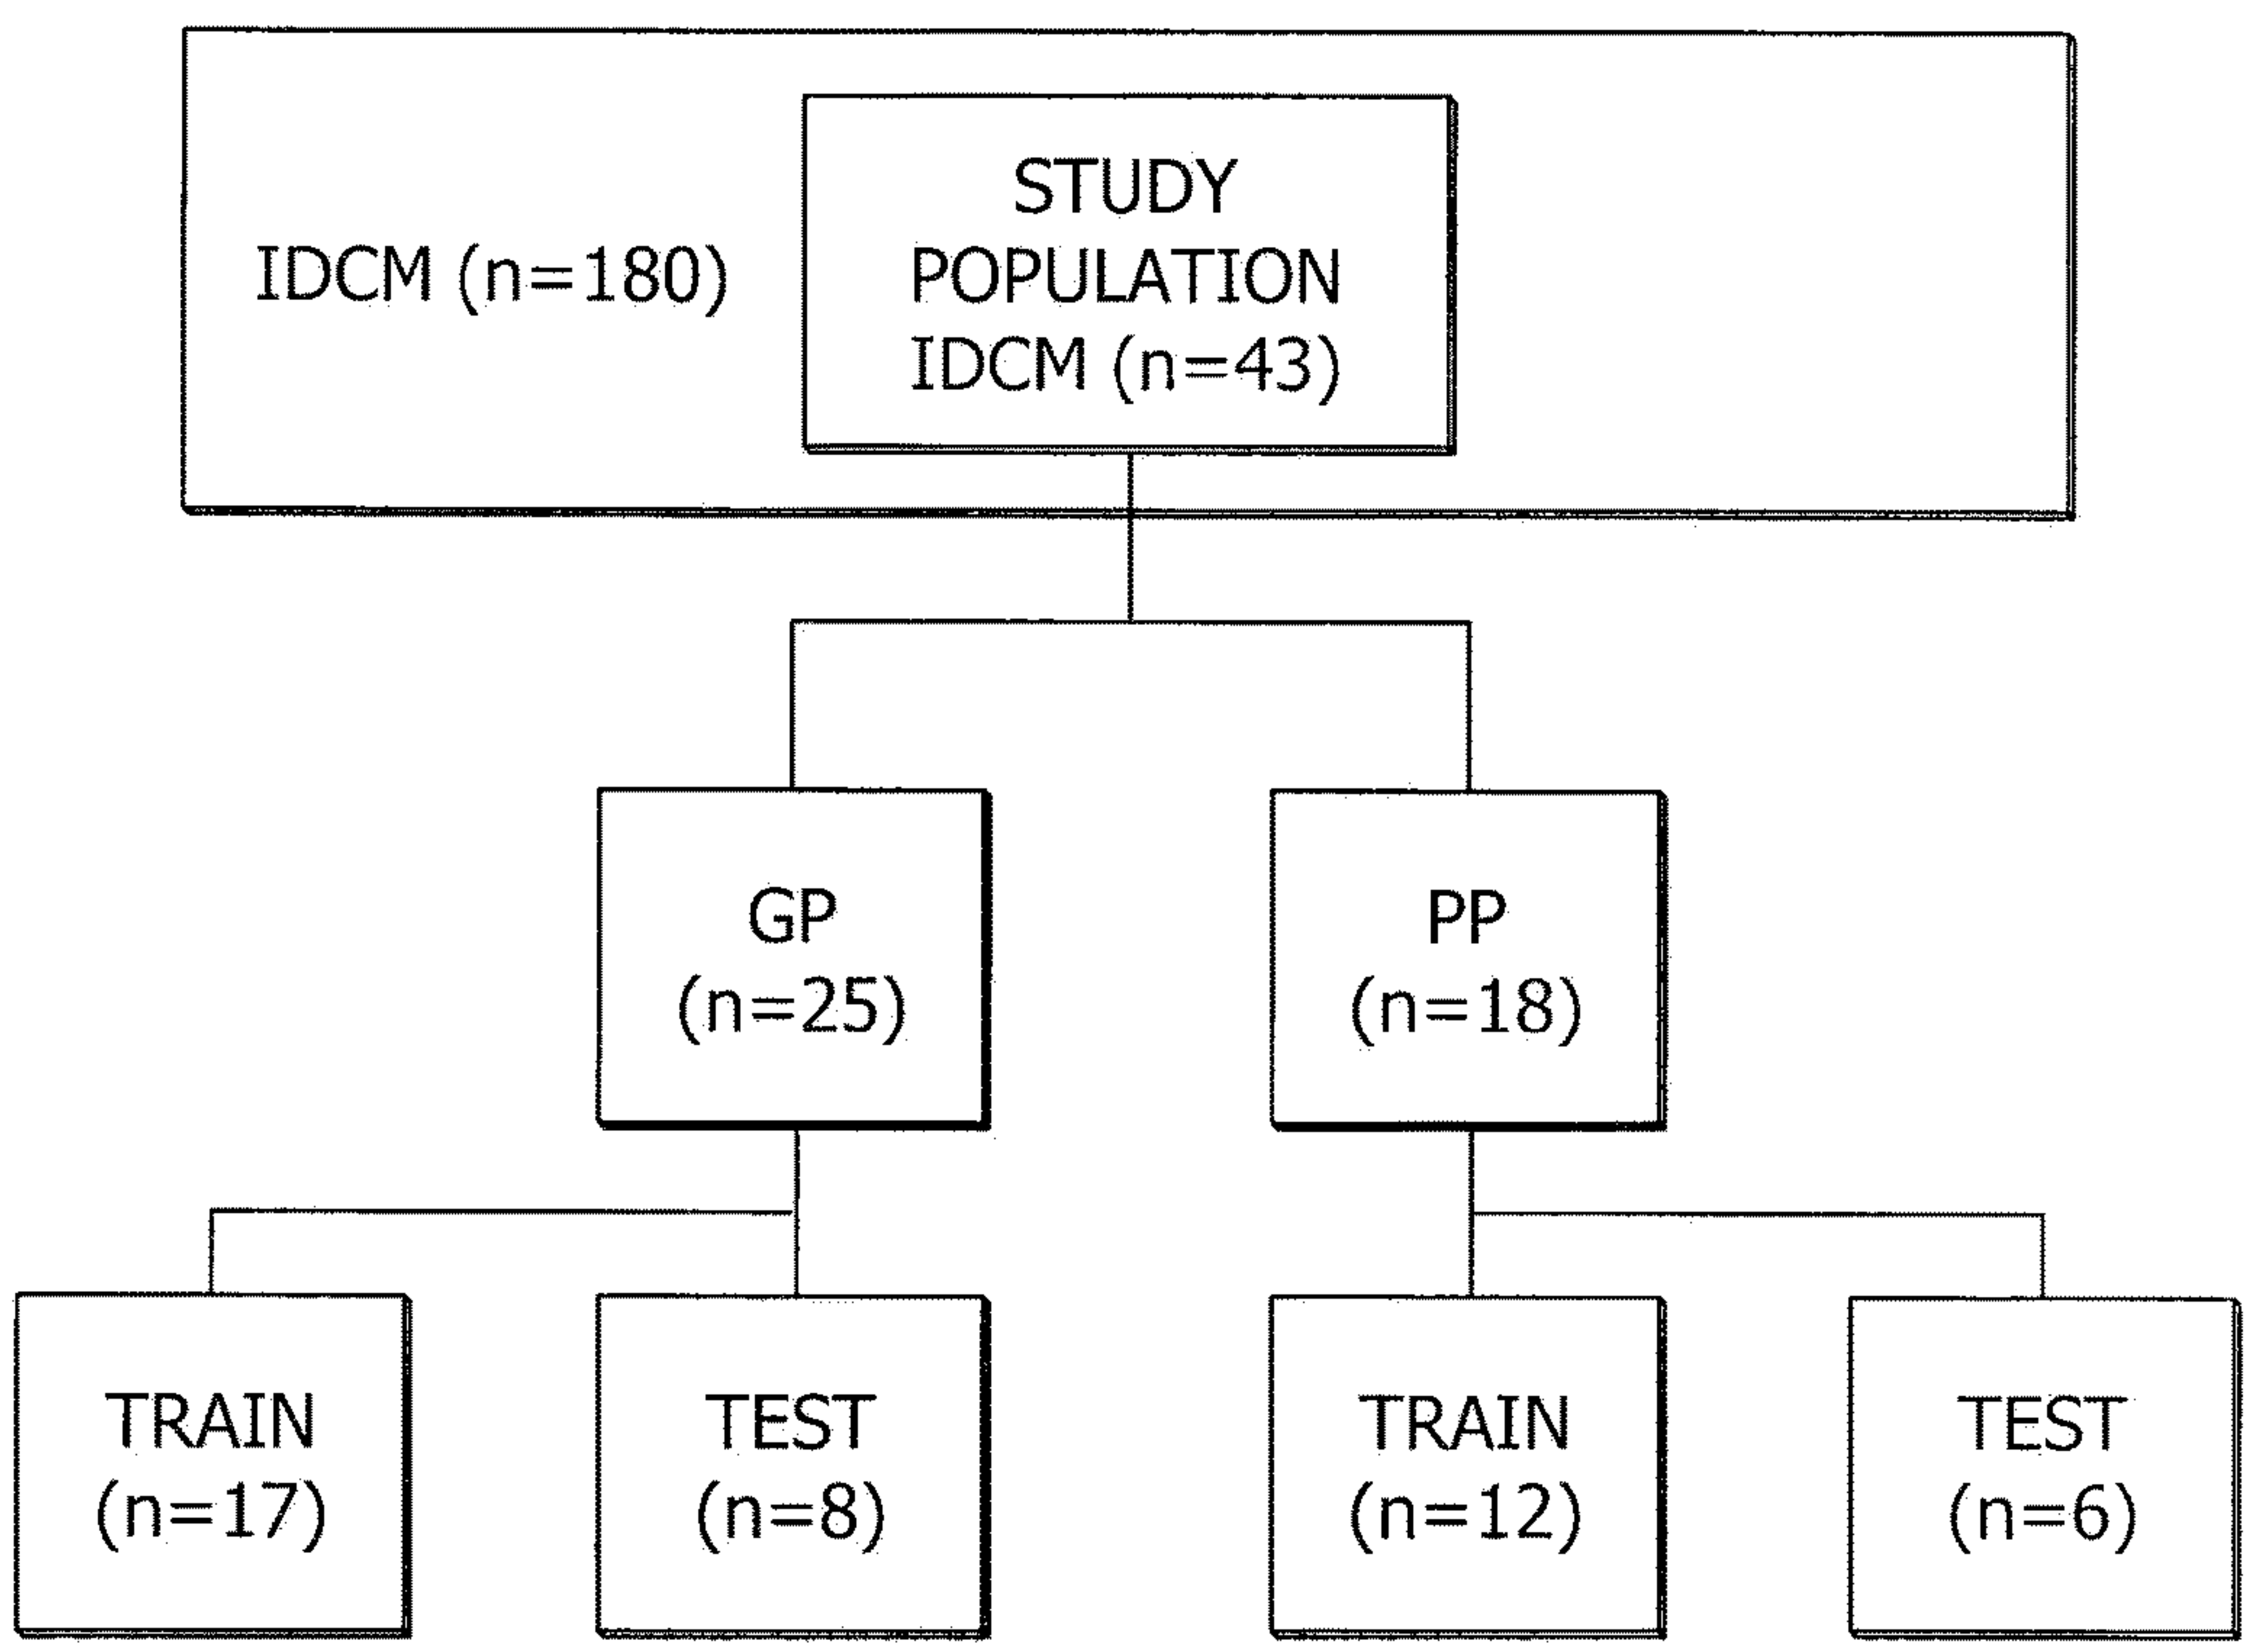 IDCM (n=180)
STUDY
POPULATION
IDCM (n=43)
GP
(n=25)
PP
(n=18)
TRAIN
(n=17)
TEST
(n=8)
TRAIN
(n=12)
TEST
(n=6)